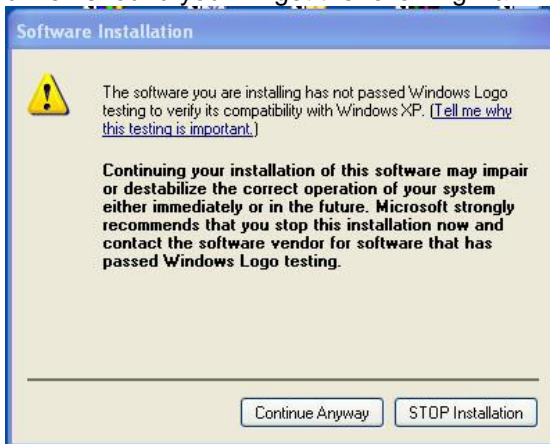 Software Installation
The software you are installing has not passed Windows Logo
testing to verify its compatibility with Windows XP. (Tell me why
this testing is important.)
Continuing your installation of this software may impair
or destabilize the correct operation of your system
either immediately or in the future. Microsoft strongly
recommends that you stop this installation now and
contact the software vendor for software that has
passed Windows Logo testing.
Continue Anyway
STOP Installation